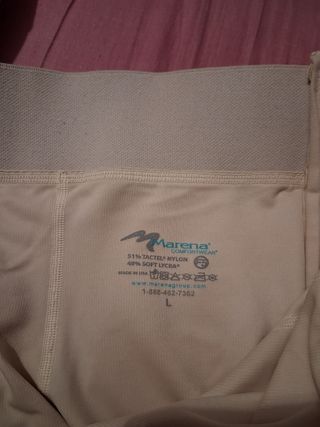 Marena®
COMFORTWEAR®
51% TACTEL® NYLON
49% SOFT LYCRA®
MADE IN USA
www.marenagroup.com
1-888-462-7362
L